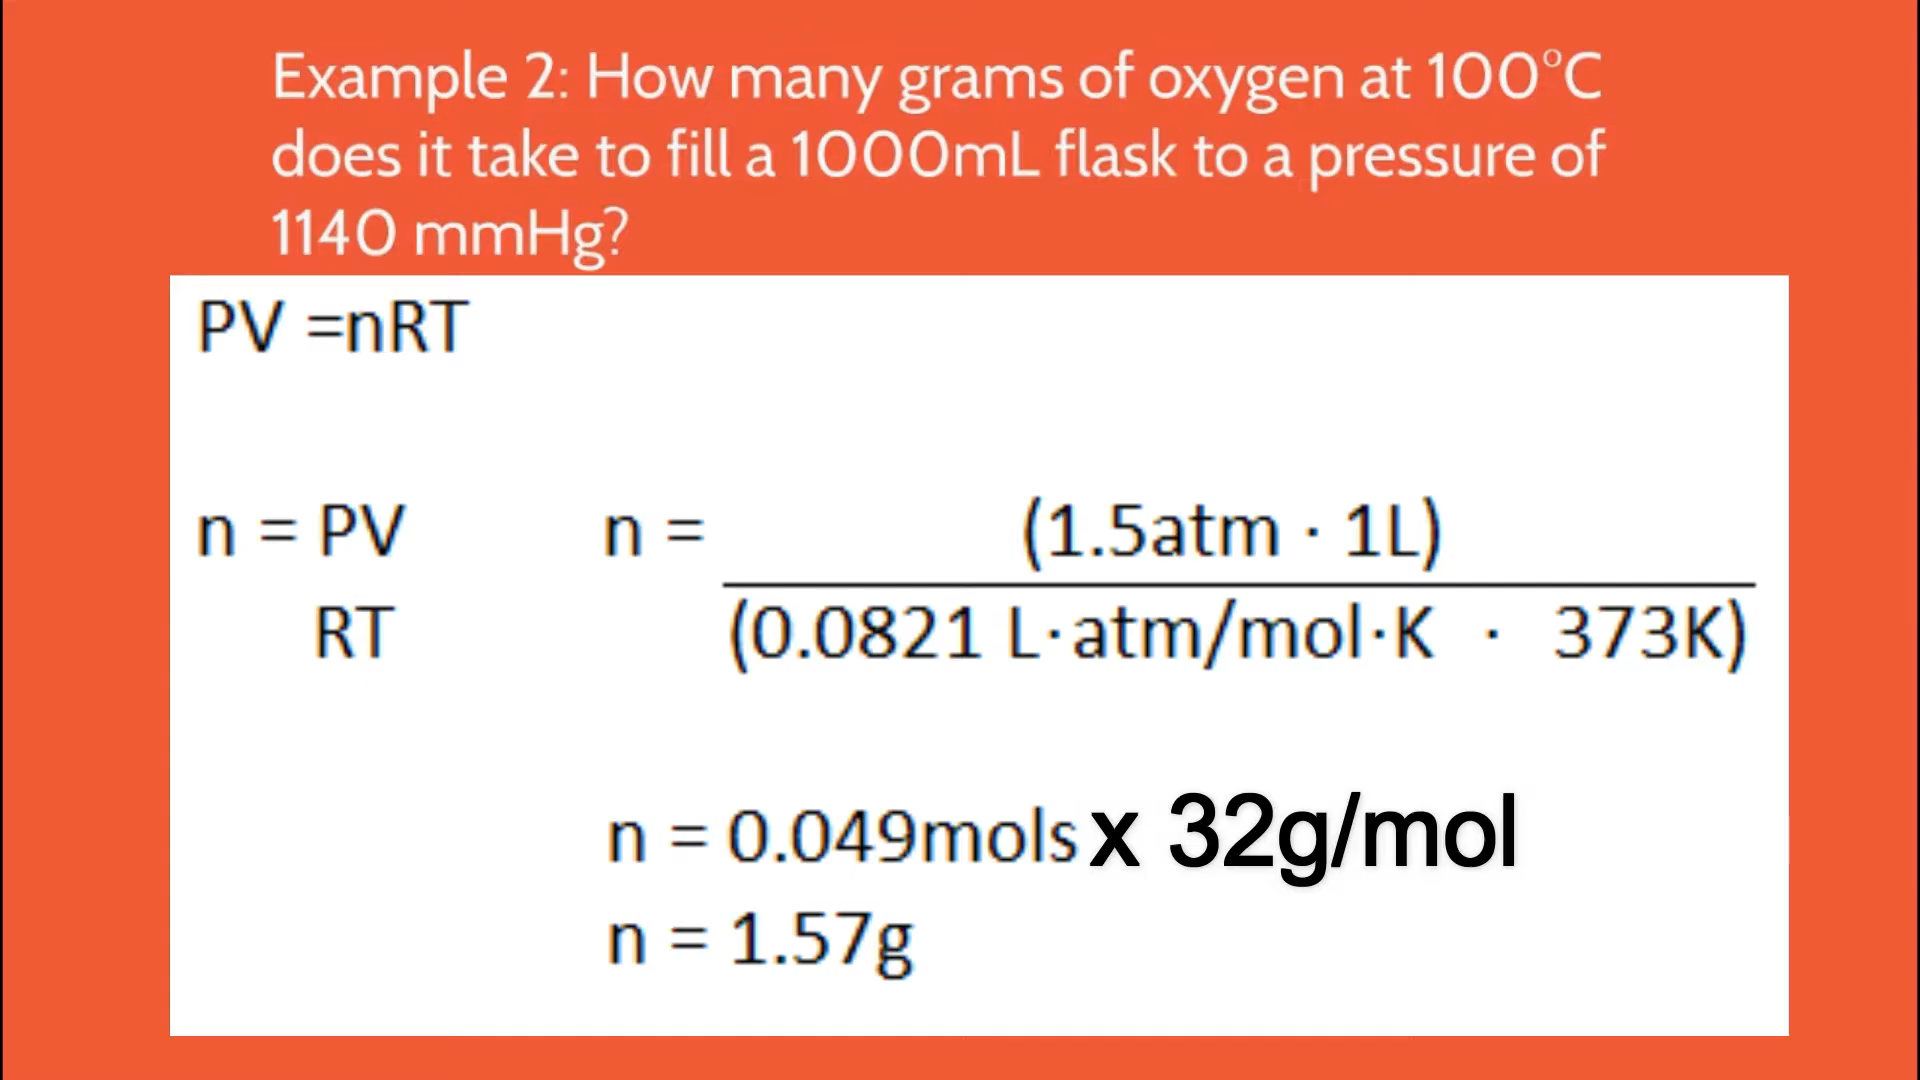 Example 2: How many grams of oxygen at 100°C
does it take to fill a 1000mL flask to a pressure of
1140 mmHg?
PV =nRT
n = PV n = (1.5atm · 1L)
RT (0.0821 L·atm/mol·K · 373K)
n = 0.049mols x 32g/mol
n = 1.57g